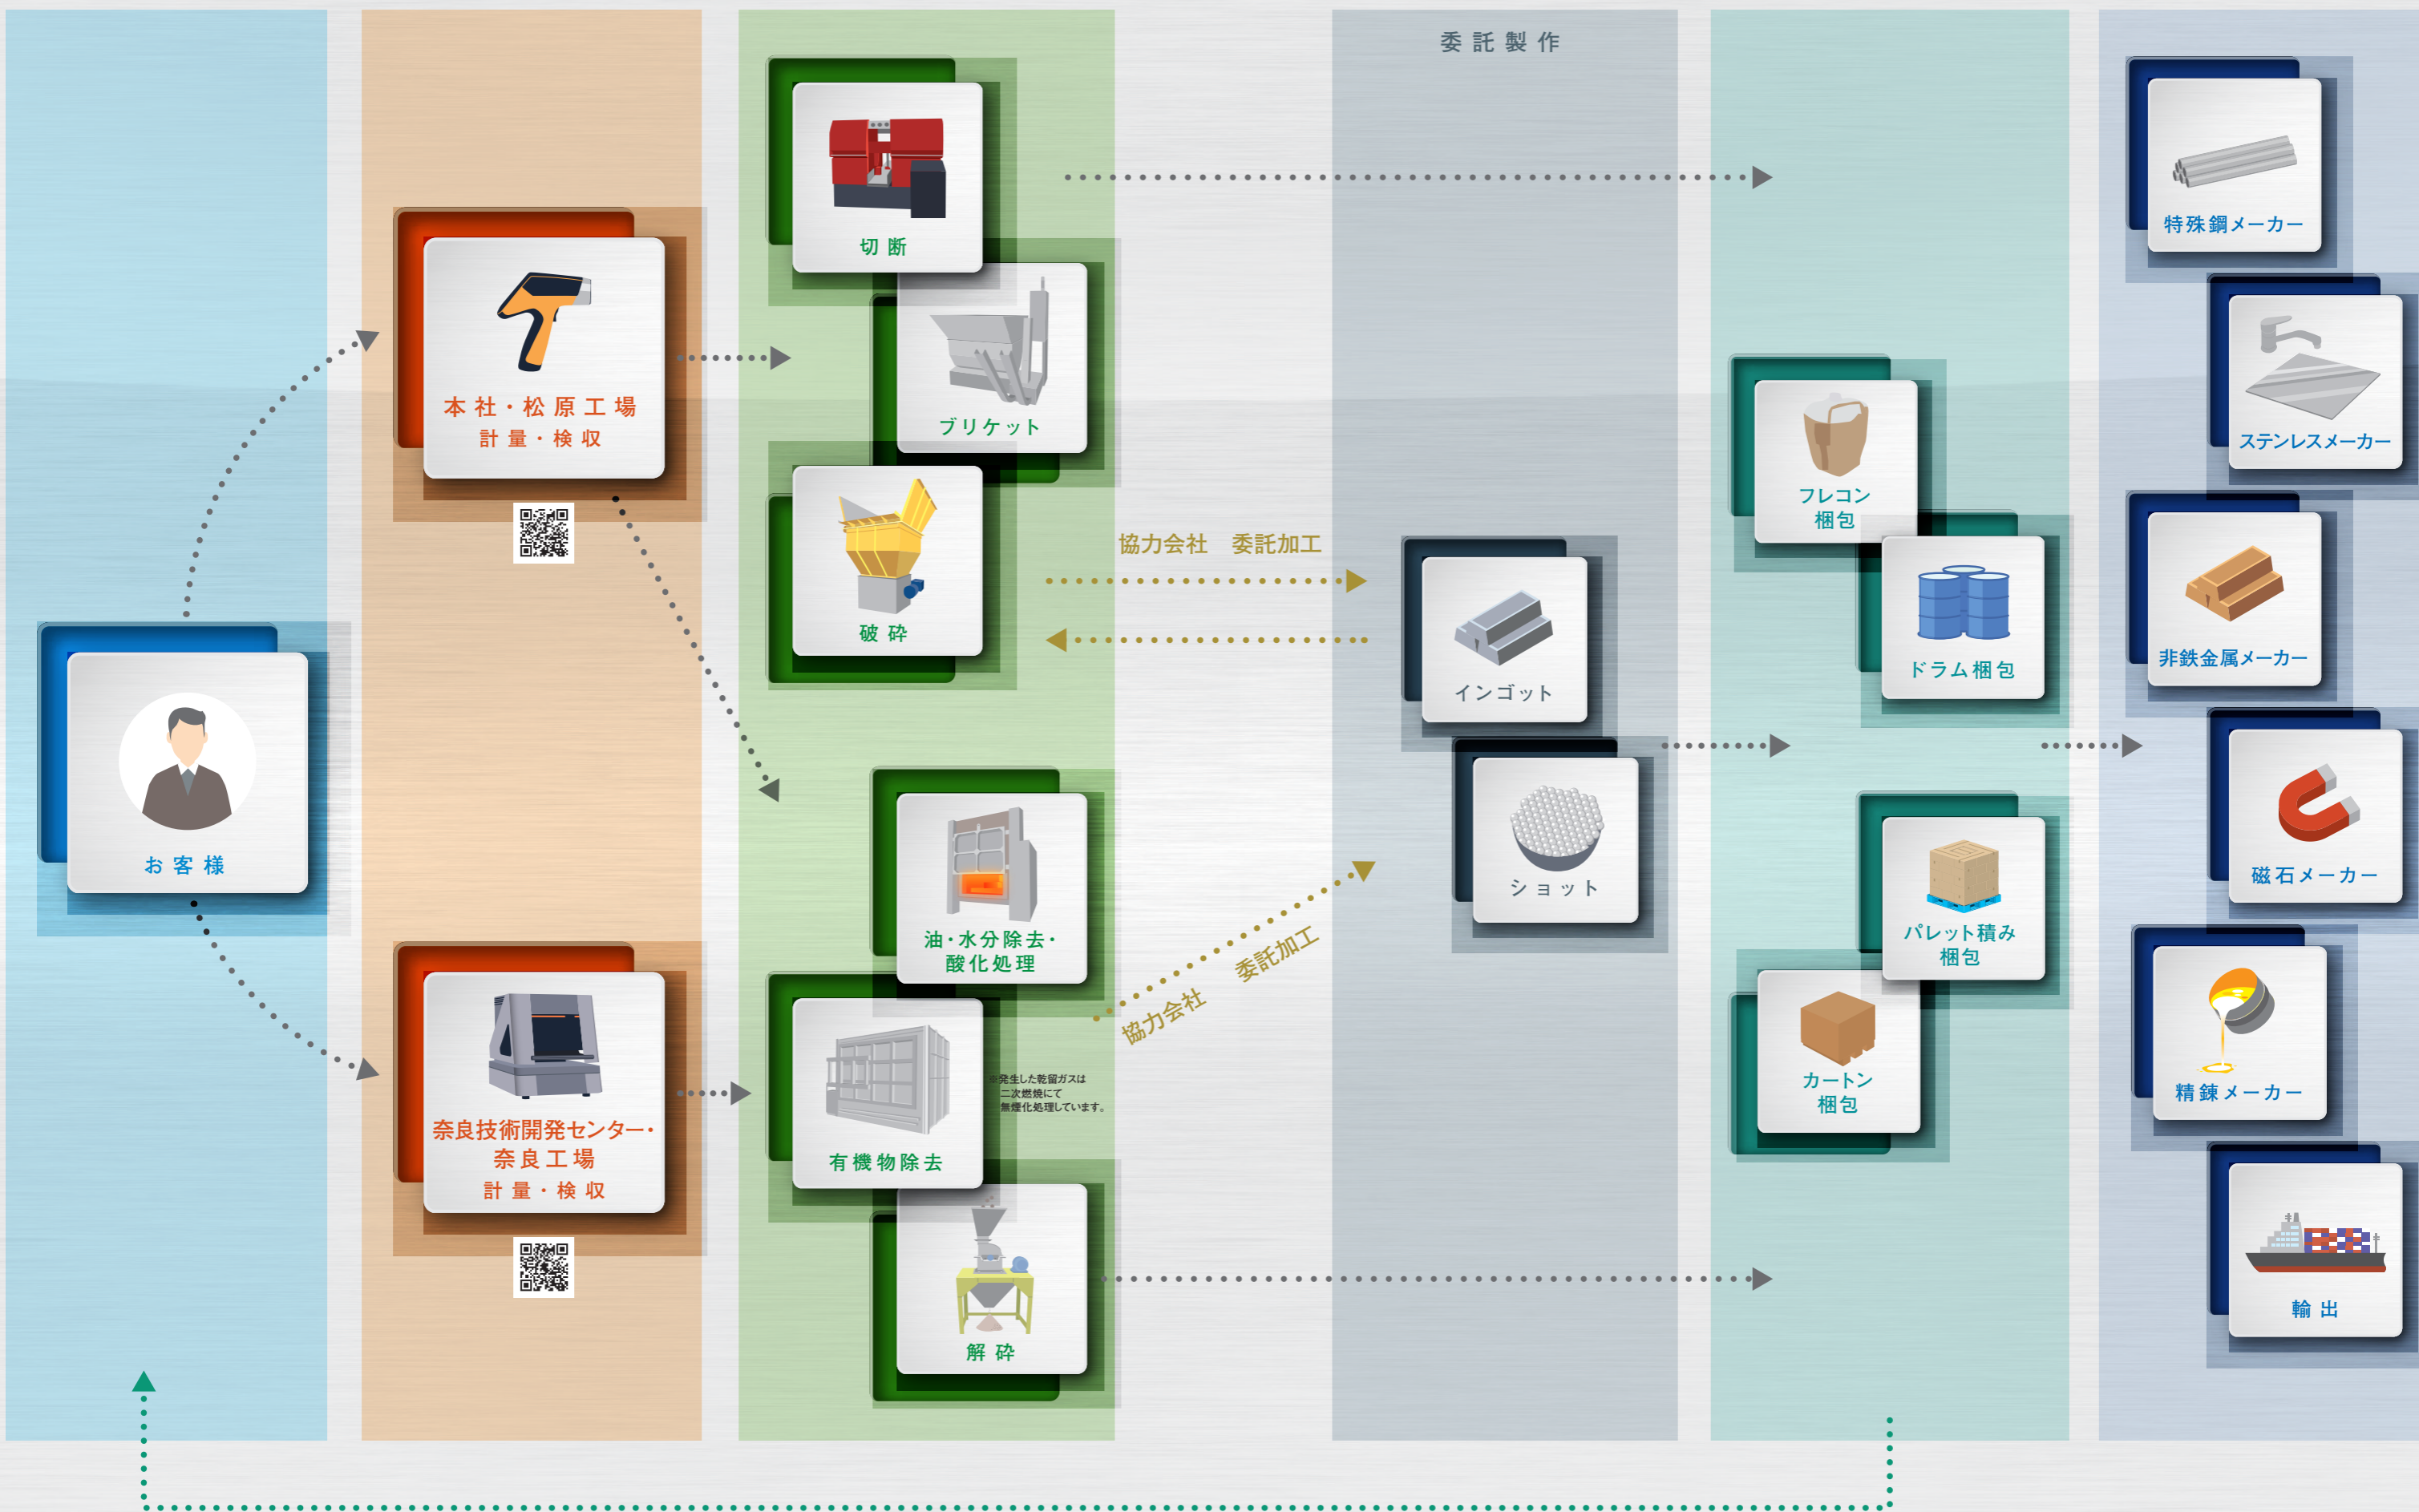 委託製作
お客様
本社・松原工場
計量・検収
奈良技術開発センター・
奈良工場
計量・検収
切断
ブリケット
破砕
油・水分除去・
酸化処理
有機物除去
※発生した乾留ガスは
二次燃焼にて
無煙化処理しています。
解砕
協力会社 委託加工
協力会社 委託加工
インゴット
ショット
フレコン
梱包
ドラム梱包
パレット積み
梱包
カートン
梱包
特殊鋼メーカー
ステンレスメーカー
非鉄金属メーカー
磁石メーカー
精錬メーカー
輸出